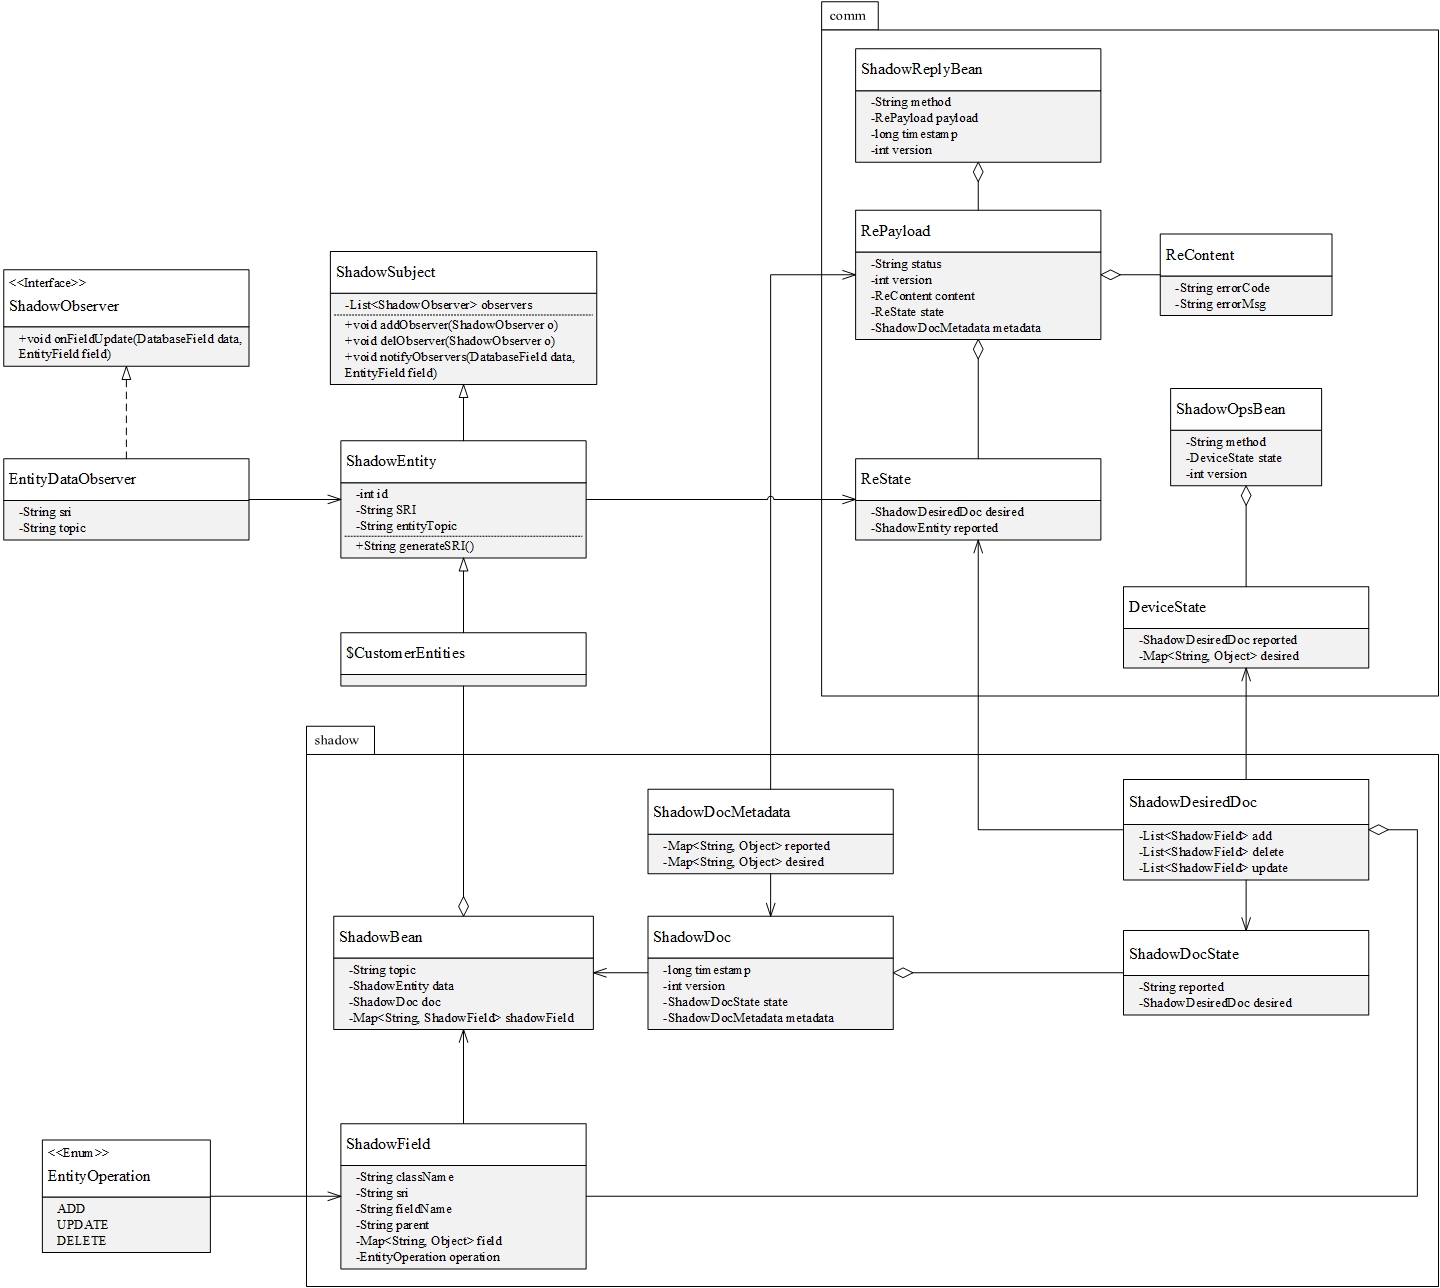 comm
ShadowReplyBean
-String method
-RePayload payload
-long timestamp
-int version
RePayload
-String status
-int version
-ReContent content
-ReState state
-ShadowDocMetadata metadata
ReContent
-String errorCode
-String errorMsg
<<Interface>>
ShadowObserver
+void onFieldUpdate(DatabaseField data,
EntityField field)
ShadowSubject
-List<ShadowObserver> observers
+void addObserver(ShadowObserver o)
+void delObserver(ShadowObserver o)
+void notifyObservers(DatabaseField data,
EntityField field)
ShadowOpsBean
-String method
-DeviceState state
-int version
EntityDataObserver
-String sri
-String topic
ShadowEntity
-int id
-String SRI
-String entityTopic
+String generateSRI()
ReState
-ShadowDesiredDoc desired
-ShadowEntity reported
DeviceState
-ShadowDesiredDoc reported
-Map<String, Object> desired
$CustomerEntities
shadow
ShadowDocMetadata
-Map<String, Object> reported
-Map<String, Object> desired
ShadowDesiredDoc
-List<ShadowField> add
-List<ShadowField> delete
-List<ShadowField> update
ShadowBean
-String topic
-ShadowEntity data
-ShadowDoc doc
-Map<String, ShadowField> shadowField
ShadowDoc
-long timestamp
-int version
-ShadowDocState state
-ShadowDocMetadata metadata
ShadowDocState
-String reported
-ShadowDesiredDoc desired
<<Enum>>
EntityOperation
ADD
UPDATE
DELETE
ShadowField
-String className
-String sri
-String fieldName
-String parent
-Map<String, Object> field
-EntityOperation operation